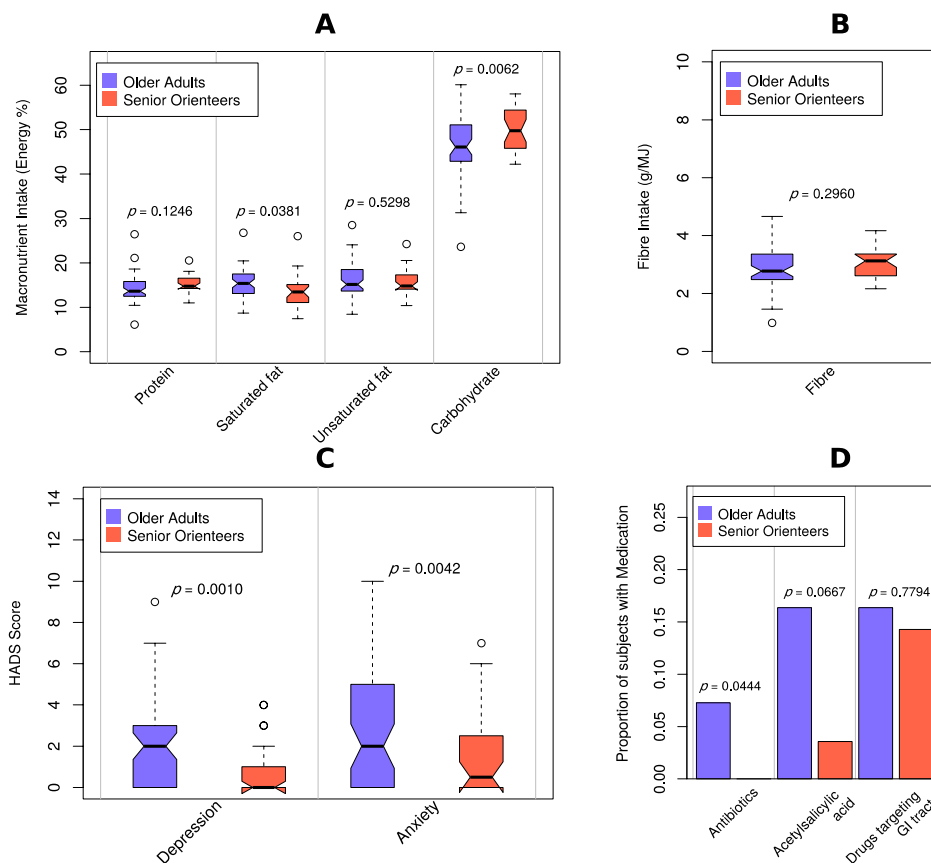 A
Macronutrient Intake (Energy %)
0
10
20
30
40
50
60
Older Adults
Senior Orienteers
p = 0.1246
p = 0.0381
p = 0.5298
p = 0.0062
Protein
Saturated fat
Unsaturated fat
Carbohydrate
B
Fibre Intake (g/MJ)
0
2
4
6
8
10
Older Adults
Senior Orienteers
p = 0.2960
Fibre
C
HADS Score
0
2
4
6
8
10
12
14
Older Adults
Senior Orienteers
p = 0.0010
p = 0.0042
Depression
Anxiety
D
Proportion of subjects with Medication
0.00
0.05
0.10
0.15
0.20
0.25
Older Adults
Senior Orienteers
p = 0.0444
p = 0.0667
p = 0.7794
Antibiotics
Acetylsalicylic
acid
Drugs targeting
GI tract